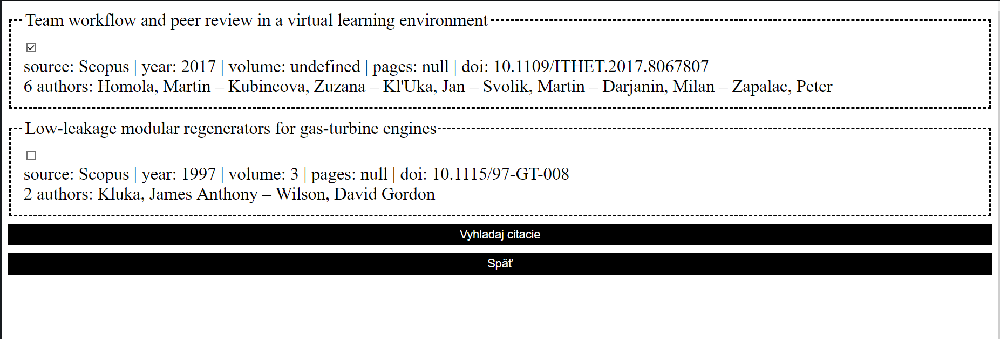 Team workflow and peer review in a virtual learning environment
source: Scopus | year: 2017 | volume: undefined | pages: null | doi: 10.1109/ITHET.2017.8067807
6 authors: Homola, Martin – Kubincova, Zuzana – Kl'Uka, Jan – Svolik, Martin – Darjanin, Milan – Zapalac, Peter
Low-leakage modular regenerators for gas-turbine engines
source: Scopus | year: 1997 | volume: 3 | pages: null | doi: 10.1115/97-GT-008
2 authors: Kluka, James Anthony – Wilson, David Gordon
Vyhladaj citacie
Späť